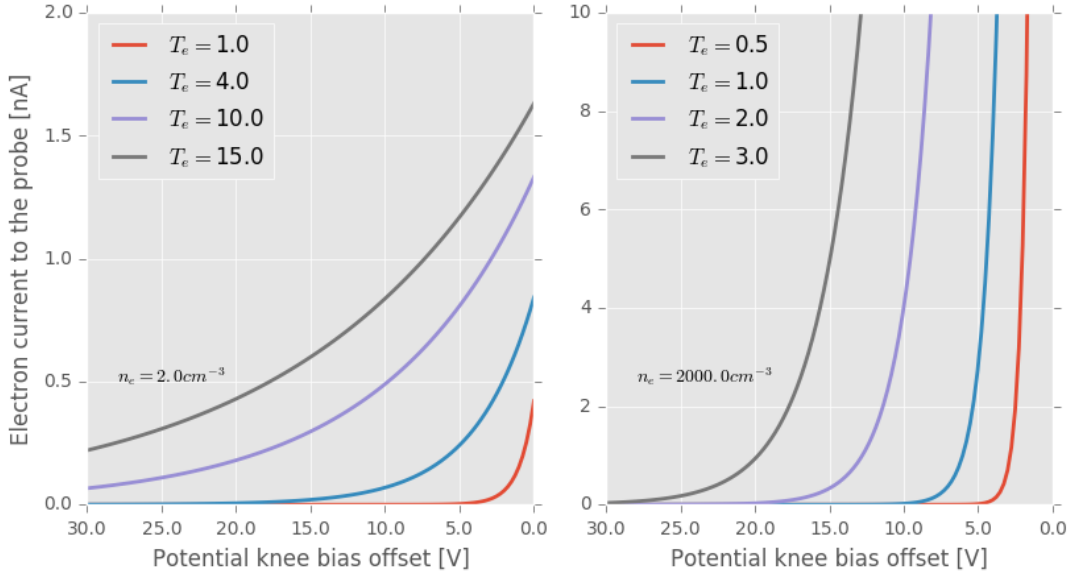 2.0
1.5
1.0
0.5
0.0
Electron current to the probe [nA]
T_e = 1.0
T_e = 4.0
T_e = 10.0
T_e = 15.0
n_e = 2.0cm^{-3}
30.0 25.0 20.0 15.0 10.0 5.0 0.0
Potential knee bias offset [V]
10
8
6
4
2
0
T_e = 0.5
T_e = 1.0
T_e = 2.0
T_e = 3.0
n_e = 2000.0cm^{-3}
30.0 25.0 20.0 15.0 10.0 5.0 0.0
Potential knee bias offset [V]